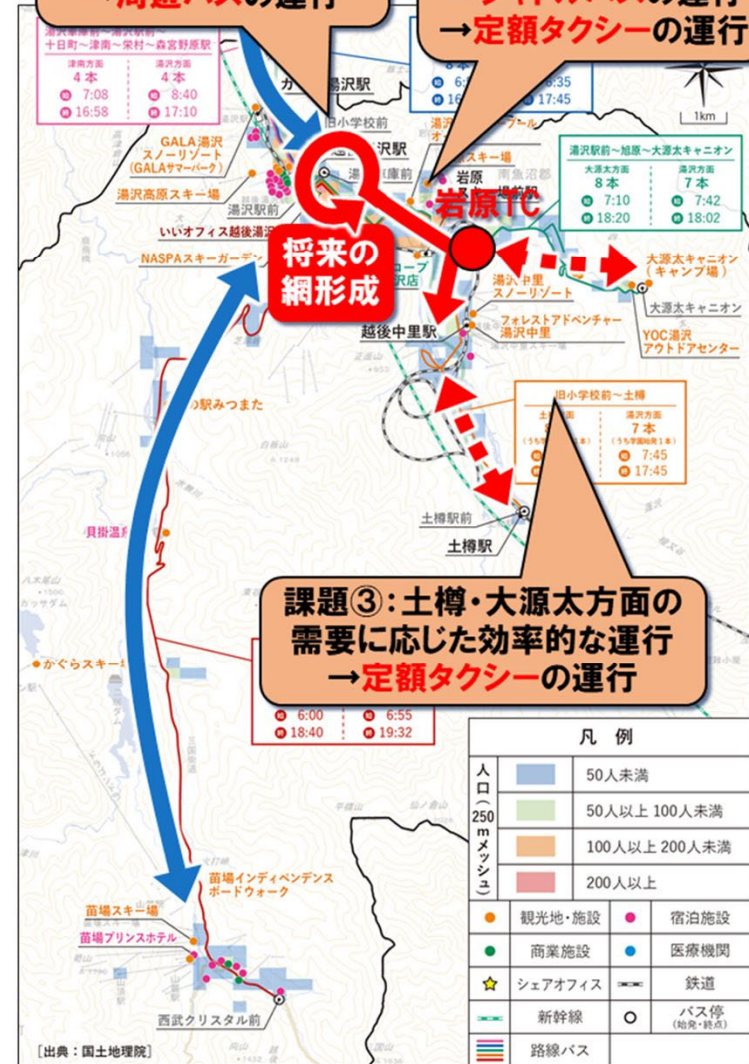 →周遊バスの運行
→定額タクシーの運行
湯沢車庫前～湯沢駅前～
十日町～津南～栄村～森宮野原駅
津南方面
4本
7:08
16:58
湯沢方面
4本
8:40
17:10
17:45
1km
GALA湯沢
スノーリゾート
(GALAサマーパーク)
湯沢高原スキー場
湯沢駅前
いいオフィス越後湯沢
NASPAスキーガーデン
旧小学校前
岩原
南魚沼郡
岩原TC
湯沢駅前～旭原～大源太キャニオン
大源太方面
8本
7:10
18:20
湯沢方面
7本
7:42
18:02
将来の
網形成
大源太キャニオン
(キャンプ場)
大源太キャニオン
YOC湯沢
アウトドアセンター
湯沢中里
スノーリゾート
フォレストアドベンチャー
湯沢中里
越後中里駅
旧小学校前～土樽
湯沢方面
7本
(うち学園始発1本)
7:45
17:45
土樽駅前
土樽駅
課題③：土樽・大源太方面の
需要に応じた効率的な運行
→定額タクシーの運行
の駅みつまた
貝掛温
かぐらスキー
三国街道
6:00
18:40
6:55
19:32
苗場インディペンデンス
ボードウォーク
苗場スキー場
苗場プリンスホテル
西武クリスタル前
［出典：国土地理院］
凡 例
人口（250mメッシュ）
50人未満
50人以上 100人未満
100人以上 200人未満
200人以上
観光地・施設
宿泊施設
商業施設
医療機関
シェアオフィス
鉄道
新幹線
バス停
(始発・終点)
路線バス